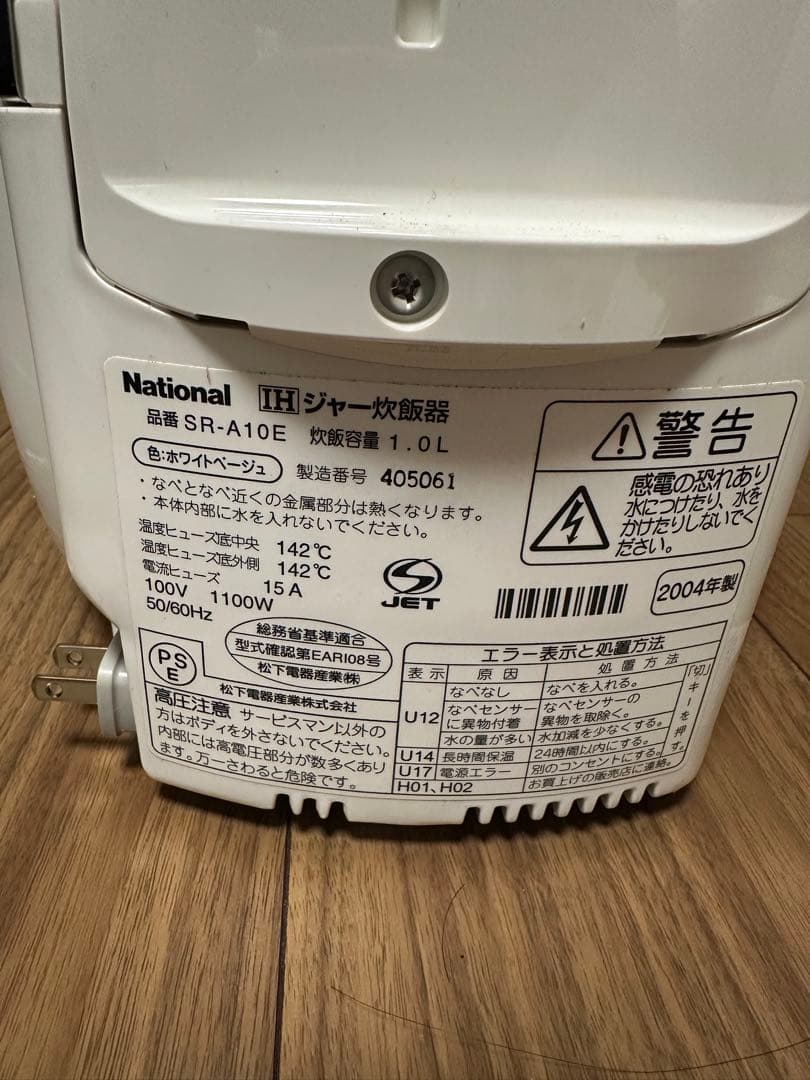 National IHジャー炊飯器
品番 SR-A10E 炊飯容量 1.0L
色:ホワイトベージュ 製造番号 405061
・なべとなべ近くの金属部分は熱くなります。
・本体内部に水を入れないでください。
温度ヒューズ底中央 142℃
温度ヒューズ底外側 142℃
電流ヒューズ 15A
100V 1100W
50/60Hz
JET
警告
感電の恐れあり
水につけたり、水を
かけたりしないでく
ださい。
2004年製
PS
E
総務省基準適合
型式確認第EARI08号
松下電器産業㈱
松下電器産業株式会社
高圧注意 サービスマン以外の
方はボディを外さないでください。
内部には高電圧部分が数多くあり
ます。万一さわると危険です。
エラー表示と処置方法
表示 原因 処置方法
U12 なべなし なべを入れる。
なべセンサー なべセンサーの
に異物付着 異物を取除く。
水の量が多い 水加減を少なくする。
U14 長時間保温 24時間以内にする。
U17 電源エラー 別のコンセントにする。
H01、H02 お買上げの販売店に連絡。
「切」キーを押す。